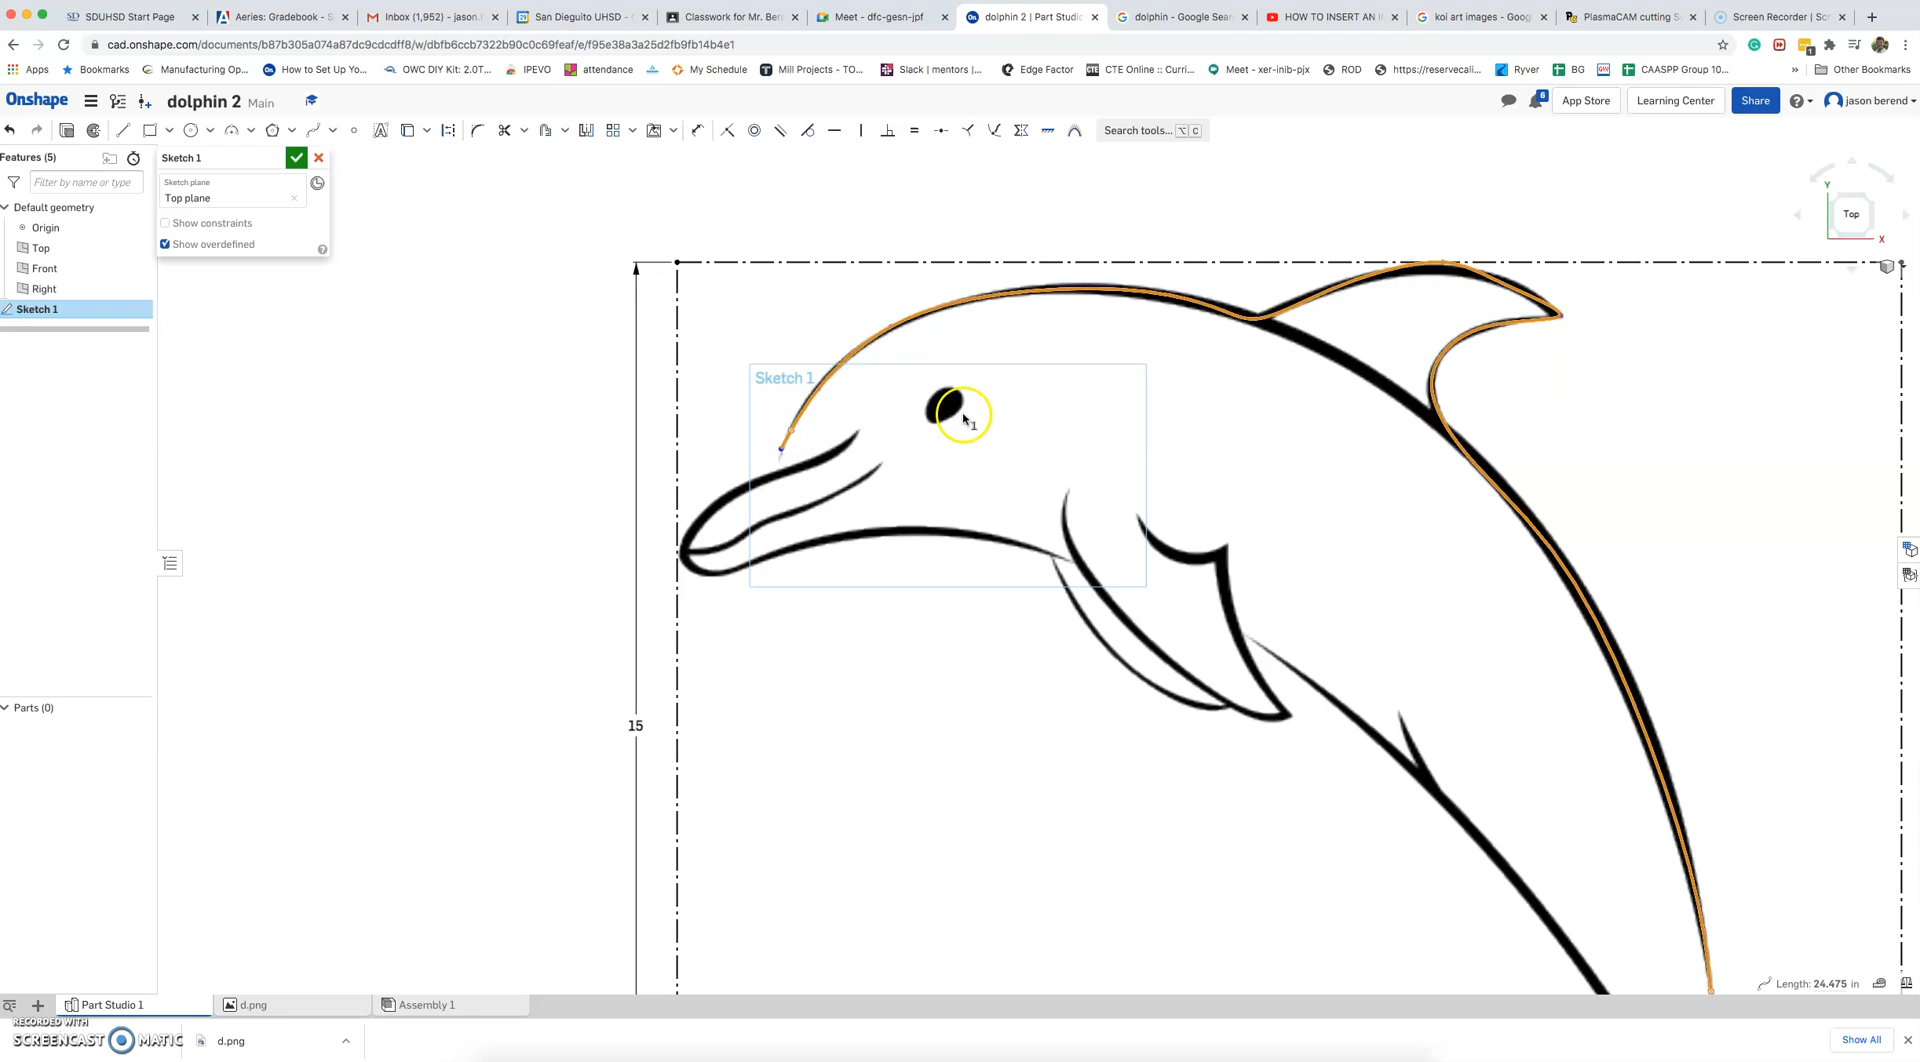 SDUHSD Start Page
Aeries: Gradebook - S
Inbox (1,952) - jason.
San Dieguito UHSD -
Classwork for Mr. Ber
Meet - dfc-gesn-jpf
dolphin 2 | Part Studio
dolphin - Google Sear
HOW TO INSERT AN I
koi art images - Goog
PlasmaCAM cutting S
Screen Recorder | Sc
cad.onshape.com/documents/b87b305a074a87dc9cdcdff8/w/dbfb6ccb7322b90c0c69feaf/e/f95e38a3a25d2fb9fb14b4e1
Apps
Bookmarks
Manufacturing Op...
How to Set Up Yo...
OWC DIY Kit: 2.0T...
IPEVO
attendance
My Schedule
Mill Projects - TO...
Slack | mentors |...
Edge Factor
CTE Online :: Curri...
Meet - xer-inib-pjx
ROD
https://reservecali...
Ryver
BG
CAASPP Group 10...
»
Other Bookmarks
Onshape
dolphin 2 Main
6
App Store
Learning Center
Share
jason berend
Search tools... ⌥ C
Features (5)
Filter by name or type
Default geometry
Origin
Top
Front
Right
Sketch 1
Sketch 1
Sketch plane
Top plane
Show constraints
Show overdefined
Y
Top
X
Sketch 1
1
15
Parts (0)
Length: 24.475 in
Part Studio 1
d.png
Assembly 1
RECORDED WITH
SCREENCAST MATIC
d.png
Show All